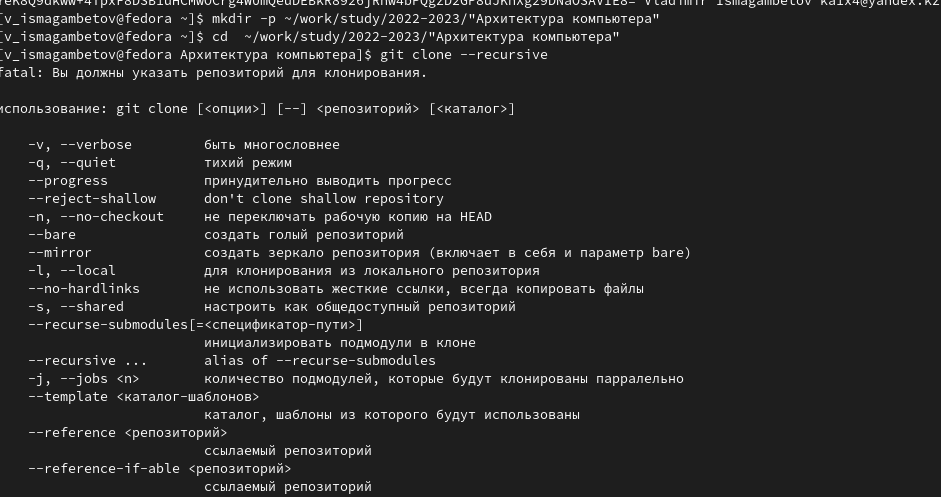 Vladimir Ismagambetov kaix4@yandex.kz
[v_ismagambetov@fedora ~]$ mkdir -p ~/work/study/2022-2023/"Архитектура компьютера"
[v_ismagambetov@fedora ~]$ cd  ~/work/study/2022-2023/"Архитектура компьютера"
[v_ismagambetov@fedora Архитектура компьютера]$ git clone --recursive
fatal: Вы должны указать репозиторий для клонирования.
использование: git clone [<опции>] [--] <репозиторий> [<каталог>]
-v, --verbose быть многословнее
-q, --quiet тихий режим
--progress принудительно выводить прогресс
--reject-shallow don't clone shallow repository
-n, --no-checkout не переключать рабочую копию на HEAD
--bare создать голый репозиторий
--mirror создать зеркало репозитория (включает в себя и параметр bare)
-l, --local для клонирования из локального репозитория
--no-hardlinks не использовать жесткие ссылки, всегда копировать файлы
-s, --shared настроить как общедоступный репозиторий
--recurse-submodules[=<спецификатор-пути>]
инициализировать подмодули в клоне
--recursive ... alias of --recurse-submodules
-j, --jobs <n> количество подмодулей, которые будут клонированы парралельно
--template <каталог-шаблонов>
каталог, шаблоны из которого будут использованы
--reference <репозиторий>
ссылаемый репозиторий
--reference-if-able <репозиторий>
ссылаемый репозиторий